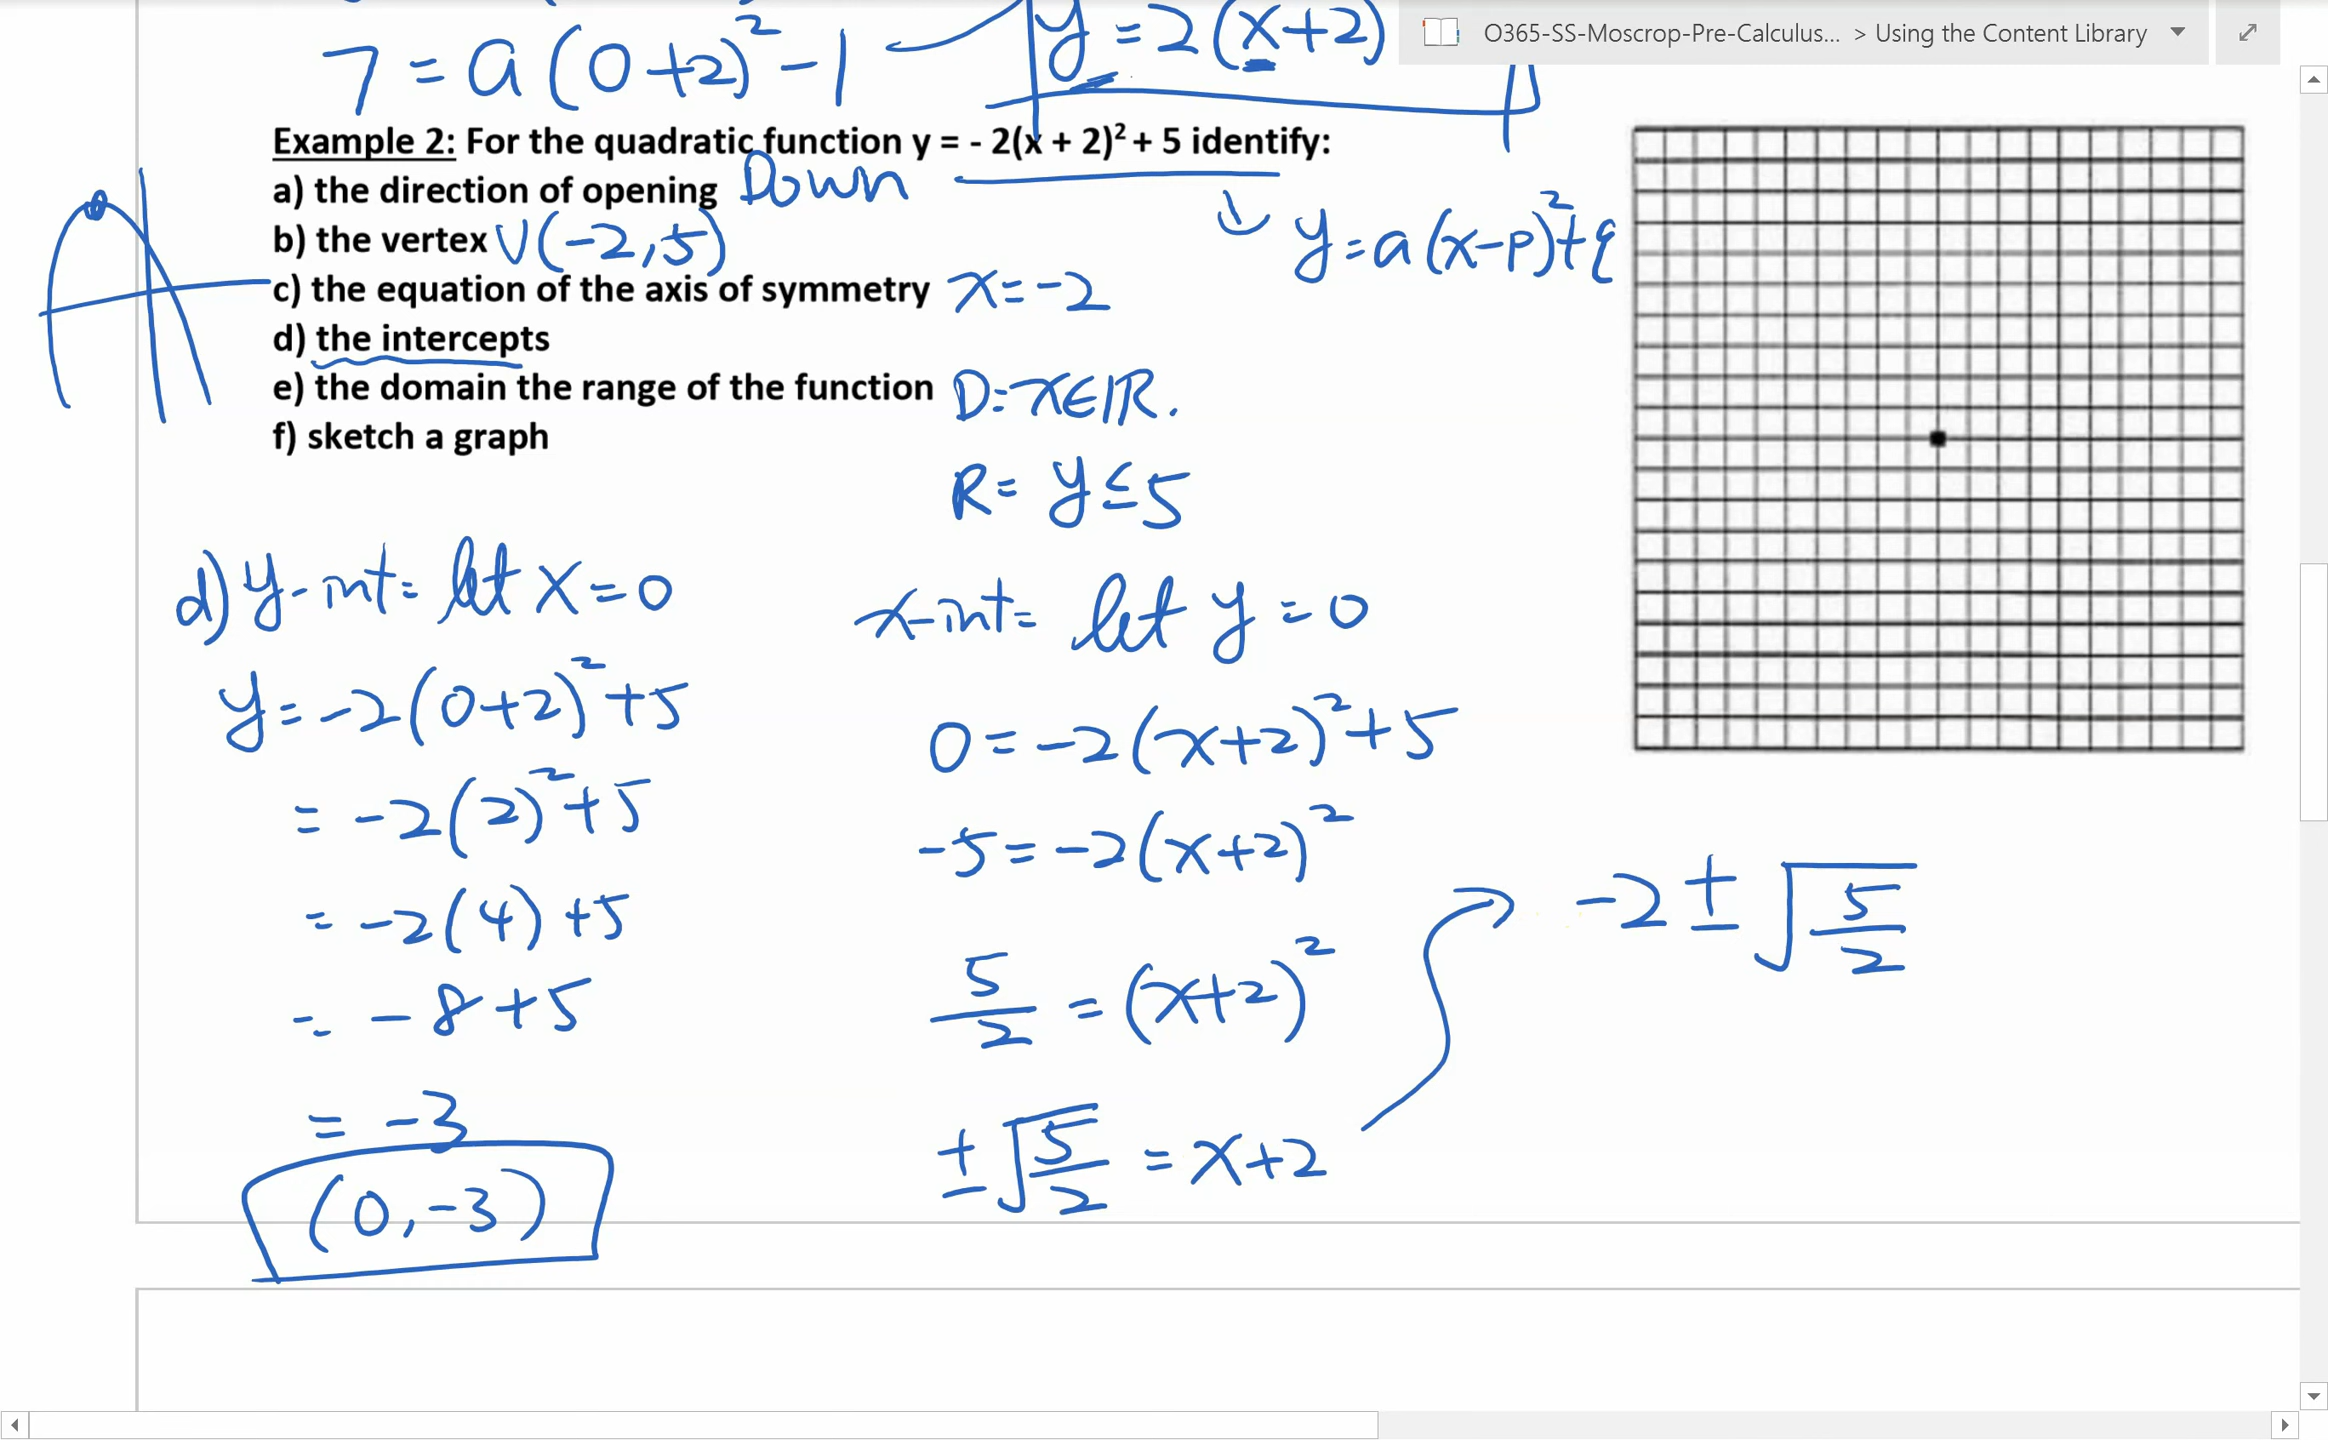 7 = a(0+2)² - 1
y = 2(x+2)
O365-SS-Moscrop-Pre-Calculus... > Using the Content Library
Example 2: For the quadratic function y = - 2(x + 2)² + 5 identify:
a) the direction of opening Down
y = a(x-p)²+q
b) the vertex V(-2,5)
c) the equation of the axis of symmetry x = -2
d) the intercepts
e) the domain the range of the function D: x∈ℝ.
f) sketch a graph
R= y ≤ 5
d) y-int= let x = 0
y = -2(0+2)²+5
= -2(2)²+5
= -2(4)+5
= -8+5
= -3
(0,-3)
x-int= let y = 0
0 = -2(x+2)²+5
-5 = -2(x+2)²
5/2 = (x+2)²
±√(5/2) = x+2
-2 ± √(5/2)